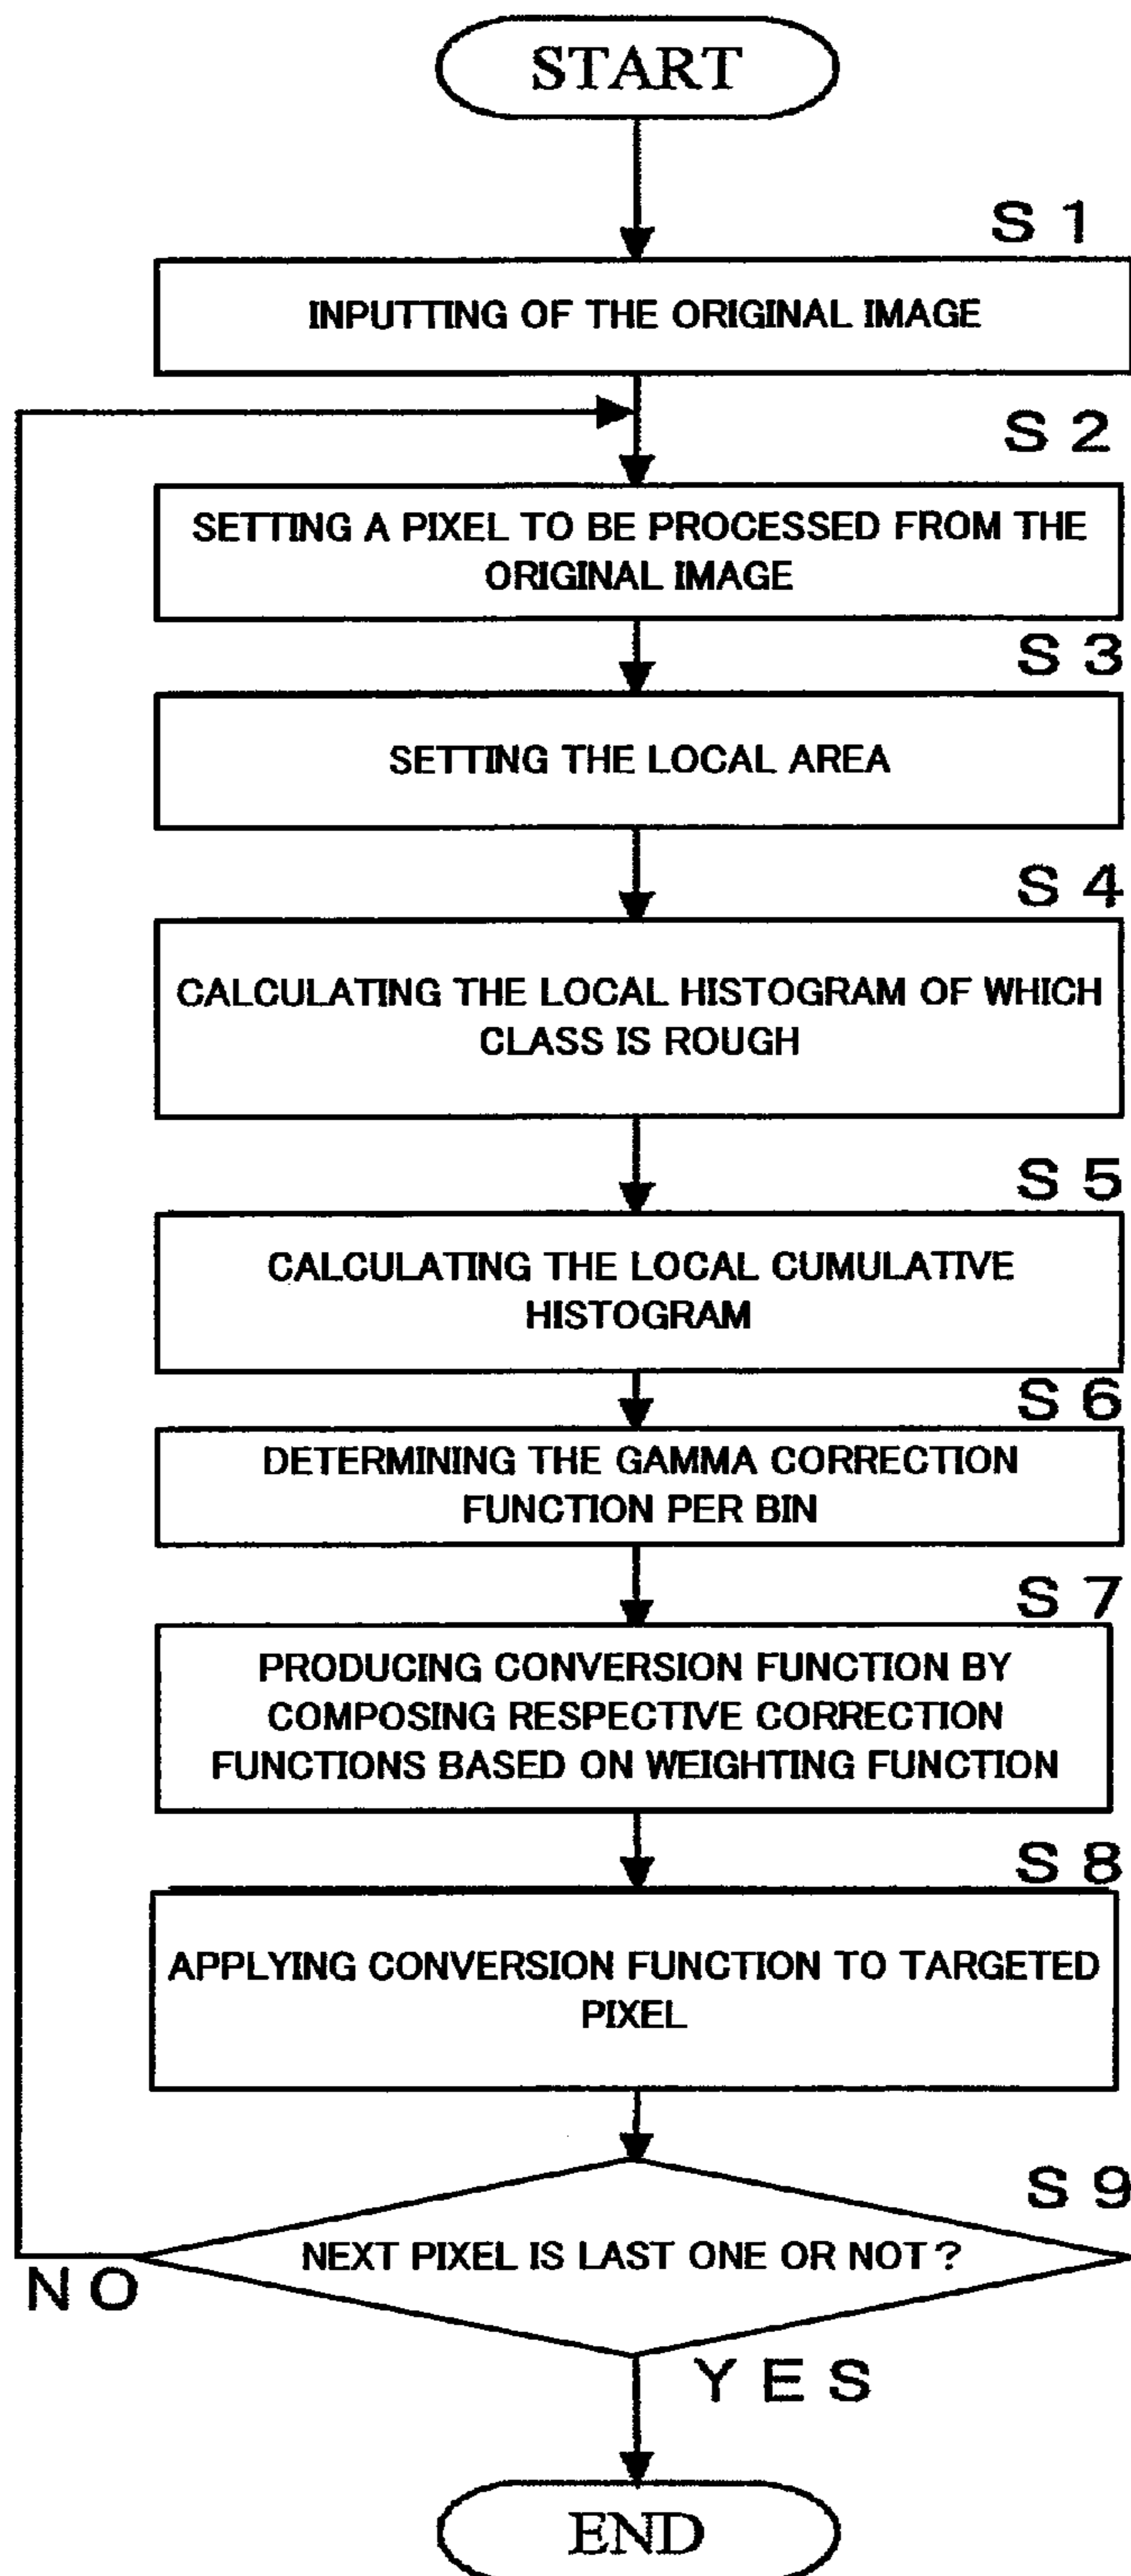 START
S 1
INPUTTING OF THE ORIGINAL IMAGE
S 2
SETTING A PIXEL TO BE PROCESSED FROM THE
ORIGINAL IMAGE
S 3
SETTING THE LOCAL AREA
S 4
CALCULATING THE LOCAL HISTOGRAM OF WHICH
CLASS IS ROUGH
S 5
CALCULATING THE LOCAL CUMULATIVE
HISTOGRAM
S 6
DETERMINING THE GAMMA CORRECTION
FUNCTION PER BIN
S 7
PRODUCING CONVERSION FUNCTION BY
COMPOSING RESPECTIVE CORRECTION
FUNCTIONS BASED ON WEIGHTING FUNCTION
S 8
APPLYING CONVERSION FUNCTION TO TARGETED
PIXEL
S 9
NEXT PIXEL IS LAST ONE OR NOT ?
NO
YES
END